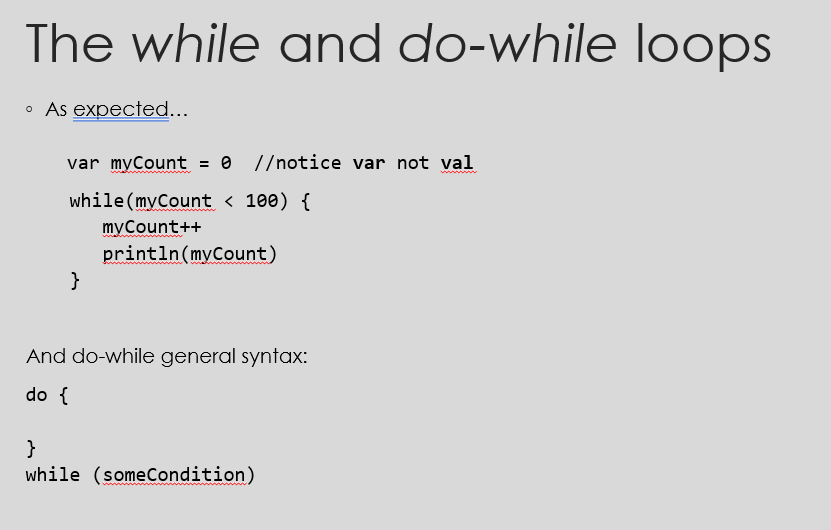 The while and do-while loops
As expected...
var myCount = 0  //notice var not val
while(myCount < 100) {
   myCount++
   println(myCount)
}
And do-while general syntax:
do {
}
while (someCondition)